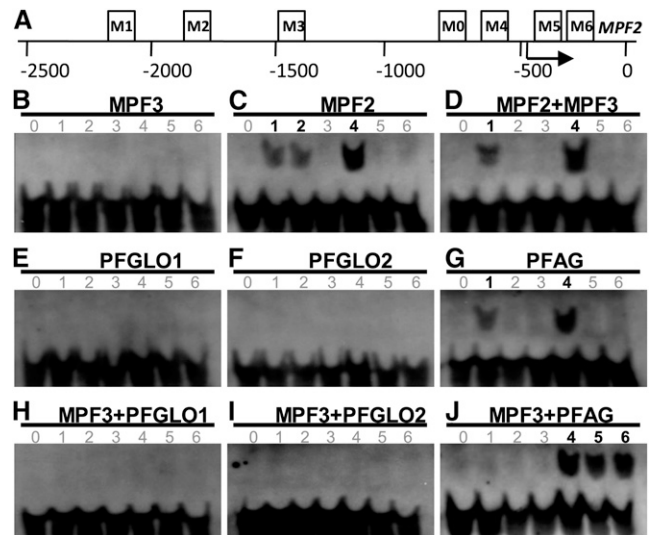 A
M1 M2 M3 M0 M4 M5 M6 MPF2
-2500 -2000 -1500 -1000 -500 0
B MPF3
0 1 2 3 4 5 6
C MPF2
0 1 2 3 4 5 6
D MPF2+MPF3
0 1 2 3 4 5 6
E PFGLO1
0 1 2 3 4 5 6
F PFGLO2
0 1 2 3 4 5 6
G PFAG
0 1 2 3 4 5 6
H MPF3+PFGLO1
0 1 2 3 4 5 6
I MPF3+PFGLO2
0 1 2 3 4 5 6
J MPF3+PFAG
0 1 2 3 4 5 6